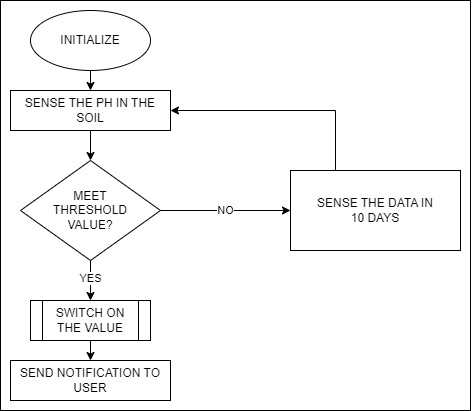 INITIALIZE
SENSE THE PH IN THE
SOIL
MEET
THRESHOLD
VALUE?
NO
SENSE THE DATA IN
10 DAYS
YES
SWITCH ON
THE VALUE
SEND NOTIFICATION TO
USER